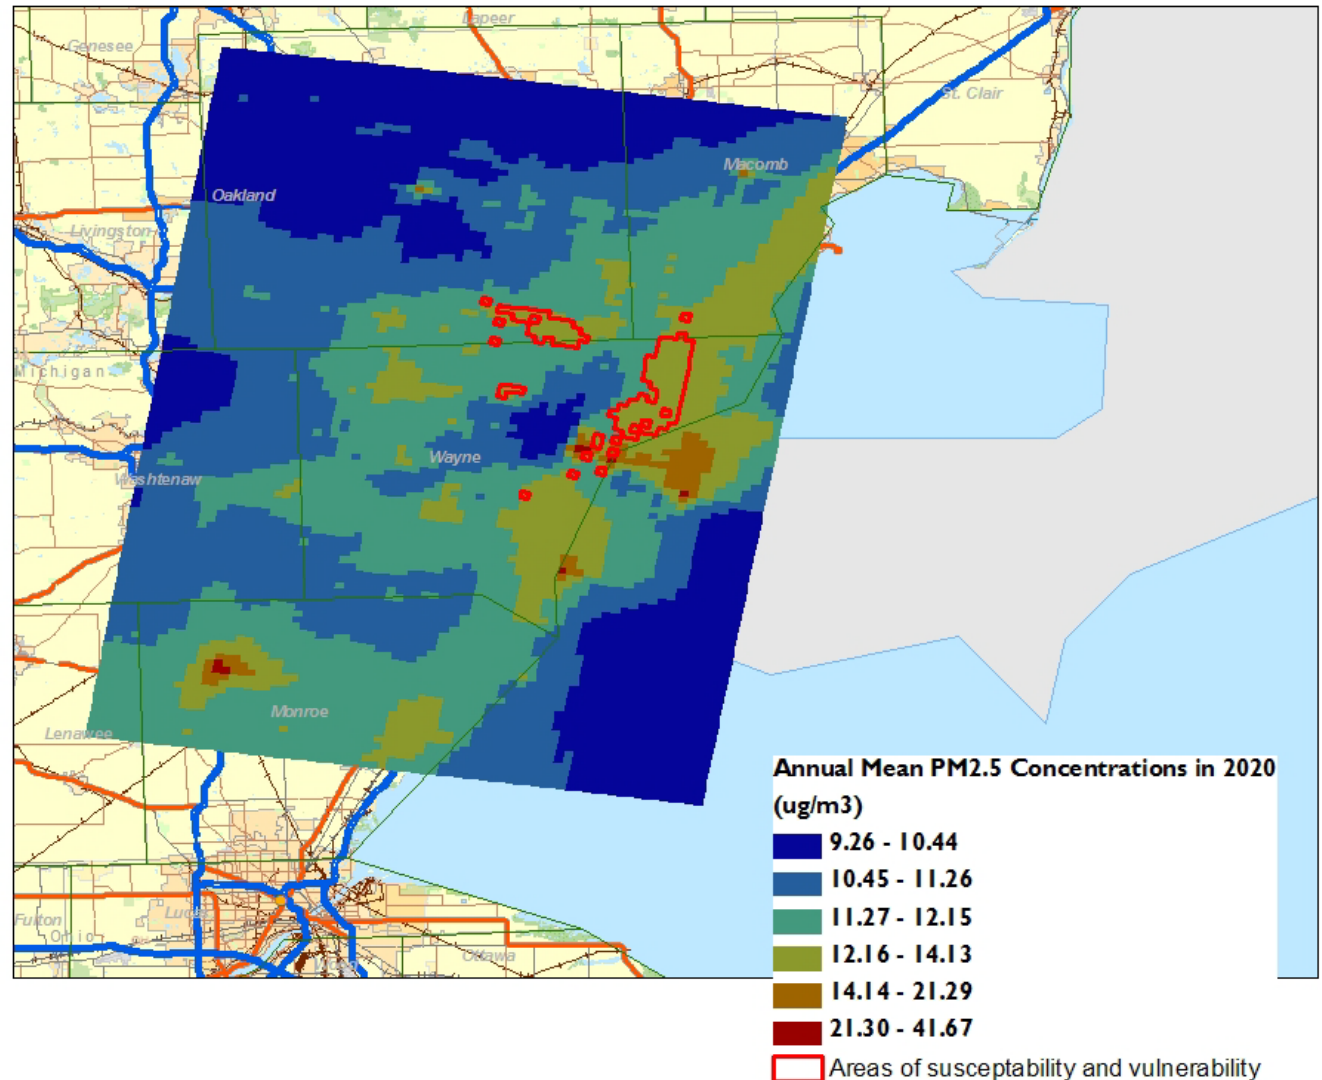 Lapeer
Genesee
St. Clair
Macomb
Oakland
Livingston
Michigan
Wayne
Washtenaw
Monroe
Lenawee
Fulton
Ohio
Ottawa
Annual Mean PM2.5 Concentrations in 2020
(ug/m3)
9.26 - 10.44
10.45 - 11.26
11.27 - 12.15
12.16 - 14.13
14.14 - 21.29
21.30 - 41.67
Areas of susceptability and vulnerability